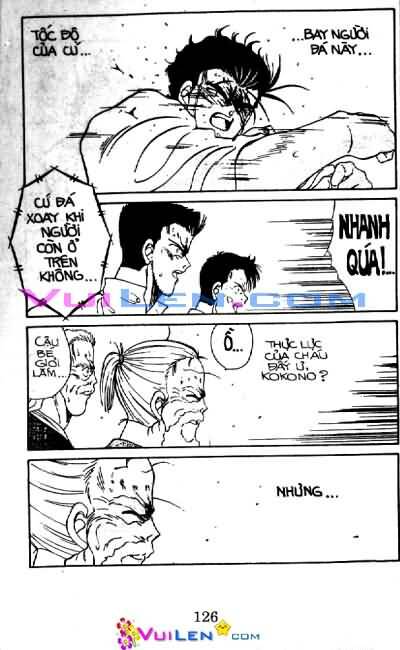 TỐC ĐỘ
CỦA CÚ...
...BAY NGƯỜI
ĐÁ NÀY...
CÚ ĐÁ
XOAY KHI
NGƯỜI
CÒN Ở
TRÊN
KHÔNG...
NHANH
QÚA!...
VUILEN.COM
CẬU
BÉ
GIỎI
LẮM...
Ồ...
THỰC LỰC
CỦA CHÁU
ĐẤY Ư,
KOKONO?
NHƯNG...
126
VUILEN.COM